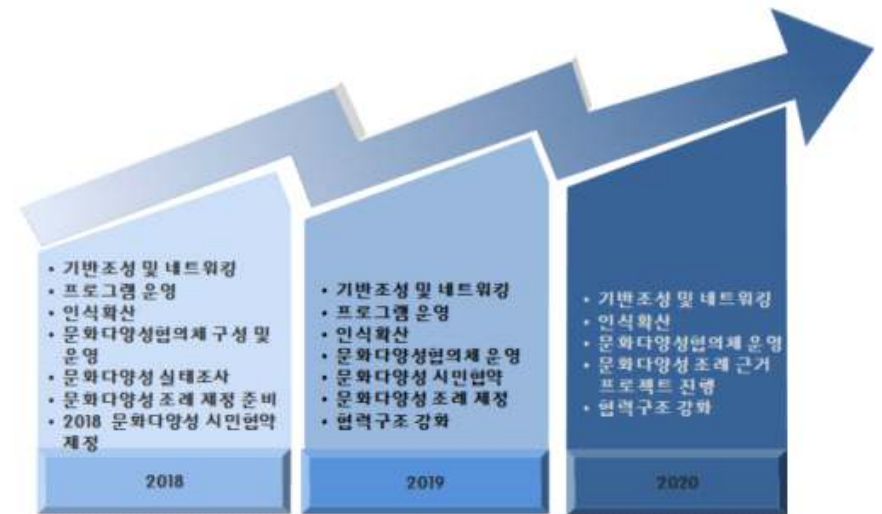 • 기반조성 및 네트워킹
• 프로그램 운영
• 인식확산
• 문화다양성협의체 구성 및
운영
• 문화다양성 실태조사
• 문화다양성 조례 제정 준비
• 2018 문화다양성 시민협약
제정
2018
• 기반조성 및 네트워킹
• 프로그램 운영
• 인식확산
• 문화다양성협의체 운영
• 문화다양성 시민협약
• 문화다양성 조례 제정
• 협력구조 강화
2019
• 기반조성 및 네트워킹
• 인식확산
• 문화다양성협의체 운영
• 문화다양성 조례 근거
프로젝트 진행
• 협력구조 강화
2020